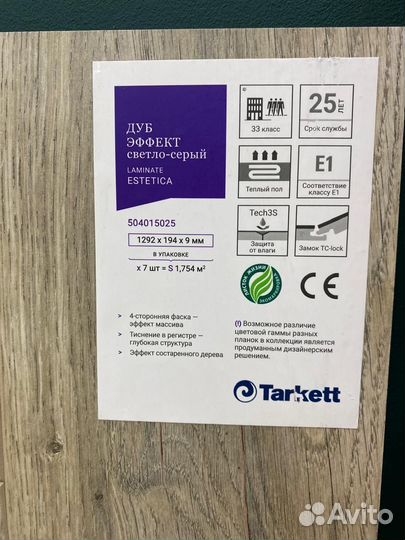 ДУБ
ЭФФЕКТ
светло-серый
LAMINATE
ESTETICA
504015025
1292 x 194 x 9 мм
В УПАКОВКЕ
x 7 шт = S 1,754 м²
33 класс
25 ЛЕТ
Срок службы
Теплый пол
E1
Соответствие
классу E1
Tech3S
Защита
от влаги
Замок TC-lock
ЛИСТОК ЖИЗНИ
CE
> 4-сторонняя фаска —
эффект массива
> Тиснение в регистре —
глубокая структура
> Эффект состаренного дерева
(!) Возможное различие
цветовой гаммы разных
планок в коллекции является
продуманным дизайнерским
решением.
Tarkett
Avito